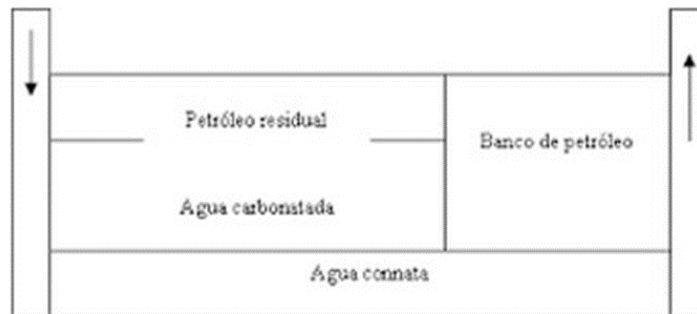 Petróleo residual
Banco de petróleo
Agua carbonatada
Agua connata